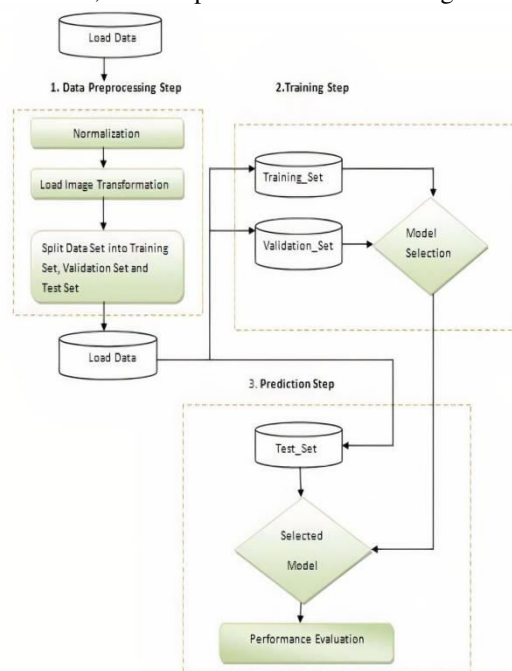 Load Data
1. Data Preprocessing Step
Normalization
Load Image Transformation
Split Data Set into Training
Set, Validation Set and
Test Set
Load Data
2.Training Step
Training_Set
Validation_Set
Model
Selection
3. Prediction Step
Test_Set
Selected
Model
Performance Evaluation